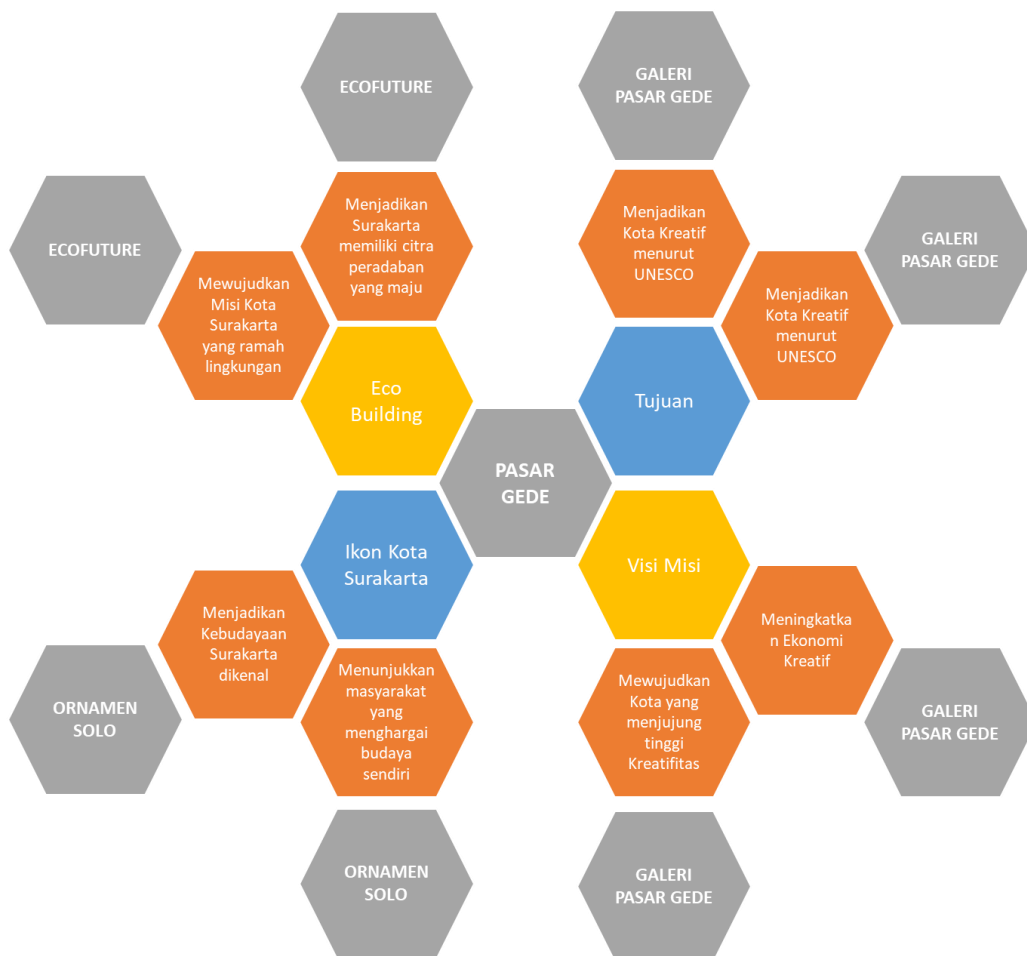 ECOFUTURE
GALERI
PASAR GEDE
ECOFUTURE
Menjadikan
Surakarta
memiliki citra
peradaban
yang maju
Menjadikan
Kota Kreatif
menurut
UNESCO
GALERI
PASAR GEDE
Mewujudkan
Misi Kota
Surakarta
yang ramah
lingkungan
Menjadikan
Kota Kreatif
menurut
UNESCO
Eco
Building
Tujuan
PASAR
GEDE
Ikon Kota
Surakarta
Visi Misi
Menjadikan
Kebudayaan
Surakarta
dikenal
Meningkatka
n Ekonomi
Kreatif
ORNAMEN
SOLO
Menunjukkan
masyarakat
yang
menghargai
budaya
sendiri
Mewujudkan
Kota yang
menjujung
tinggi
Kreatifitas
GALERI
PASAR GEDE
ORNAMEN
SOLO
GALERI
PASAR GEDE